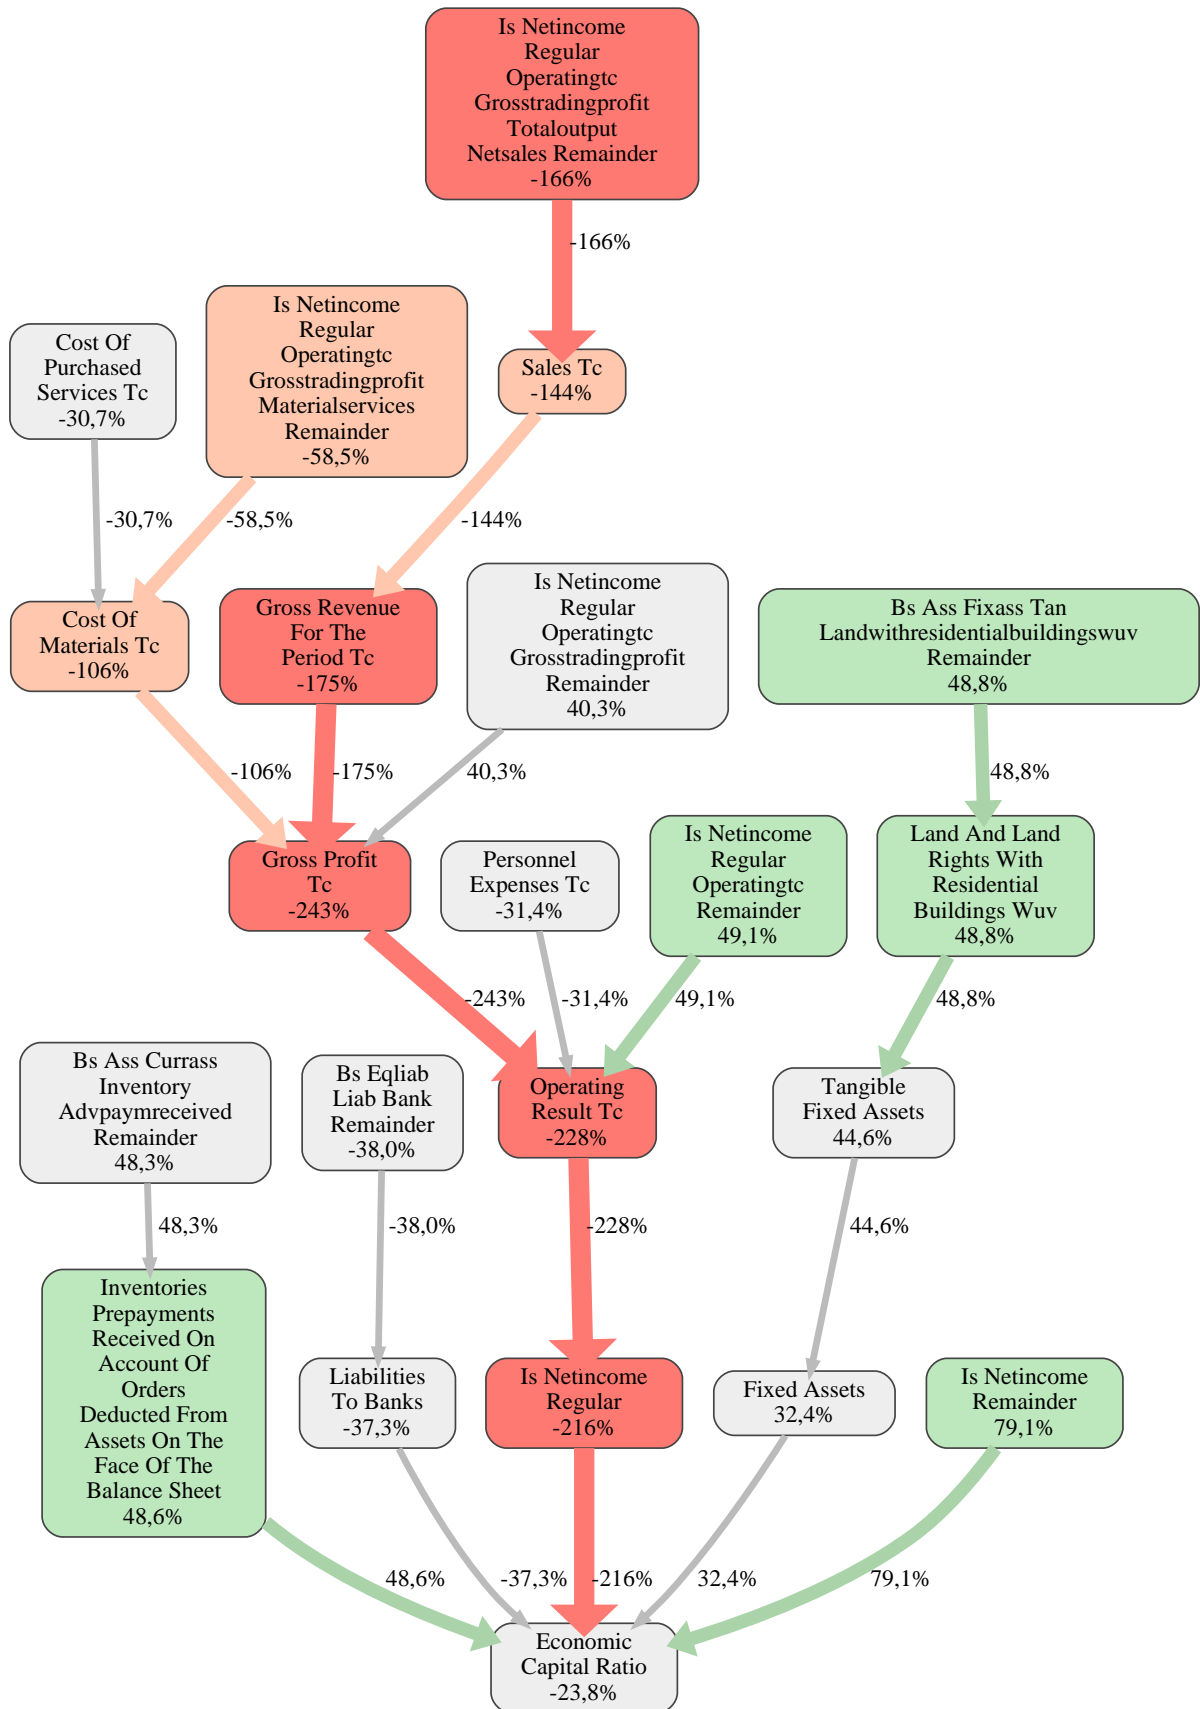 Is Netincome
Regular
Operatingtc
Grosstradingprofit
Totaloutput
Netsales Remainder
-166%
-166%
Cost Of
Purchased
Services Tc
-30,7%
Is Netincome
Regular
Operatingtc
Grosstradingprofit
Materialservices
Remainder
-58,5%
Sales Tc
-144%
-30,7%
-58,5%
-144%
Cost Of
Materials Tc
-106%
Gross Revenue
For The
Period Tc
-175%
Is Netincome
Regular
Operatingtc
Grosstradingprofit
Remainder
40,3%
Bs Ass Fixass Tan
Landwithresidentialbuildingswuv
Remainder
48,8%
-106%
-175%
40,3%
48,8%
Gross Profit
Tc
-243%
Personnel
Expenses Tc
-31,4%
Is Netincome
Regular
Operatingtc
Remainder
49,1%
Land And Land
Rights With
Residential
Buildings Wuv
48,8%
-243%
-31,4%
49,1%
48,8%
Bs Ass Currass
Inventory
Advpaymreceived
Remainder
48,3%
Bs Eqliab
Liab Bank
Remainder
-38,0%
Operating
Result Tc
-228%
Tangible
Fixed Assets
44,6%
48,3%
-38,0%
-228%
44,6%
Inventories
Prepayments
Received On
Account Of
Orders
Deducted From
Assets On The
Face Of The
Balance Sheet
48,6%
Liabilities
To Banks
-37,3%
Is Netincome
Regular
-216%
Fixed Assets
32,4%
Is Netincome
Remainder
79,1%
48,6%
-37,3%
-216%
32,4%
79,1%
Economic
Capital Ratio
-23,8%